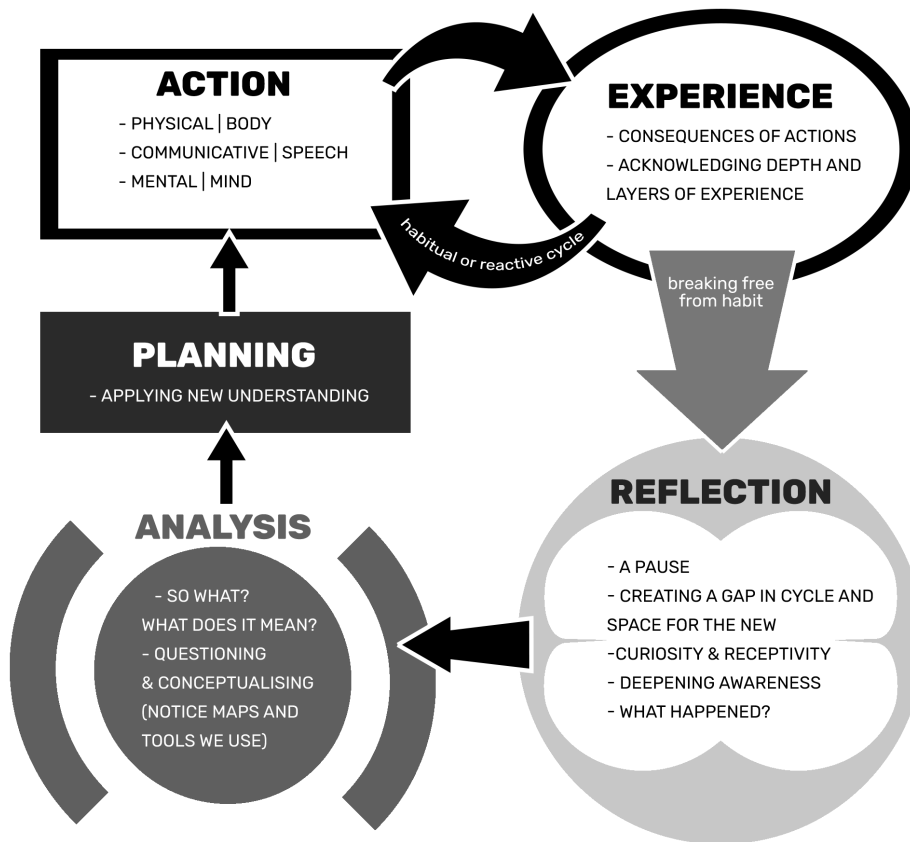 ACTION
- PHYSICAL | BODY
- COMMUNICATIVE | SPEECH
- MENTAL | MIND
EXPERIENCE
- CONSEQUENCES OF ACTIONS
- ACKNOWLEDGING DEPTH AND
LAYERS OF EXPERIENCE
habitual or reactive cycle
breaking free
from habit
REFLECTION
- A PAUSE
- CREATING A GAP IN CYCLE AND
SPACE FOR THE NEW
-CURIOSITY & RECEPTIVITY
- DEEPENING AWARENESS
- WHAT HAPPENED?
ANALYSIS
- SO WHAT?
WHAT DOES IT MEAN?
- QUESTIONING
& CONCEPTUALISING
(NOTICE MAPS AND
TOOLS WE USE)
PLANNING
- APPLYING NEW UNDERSTANDING